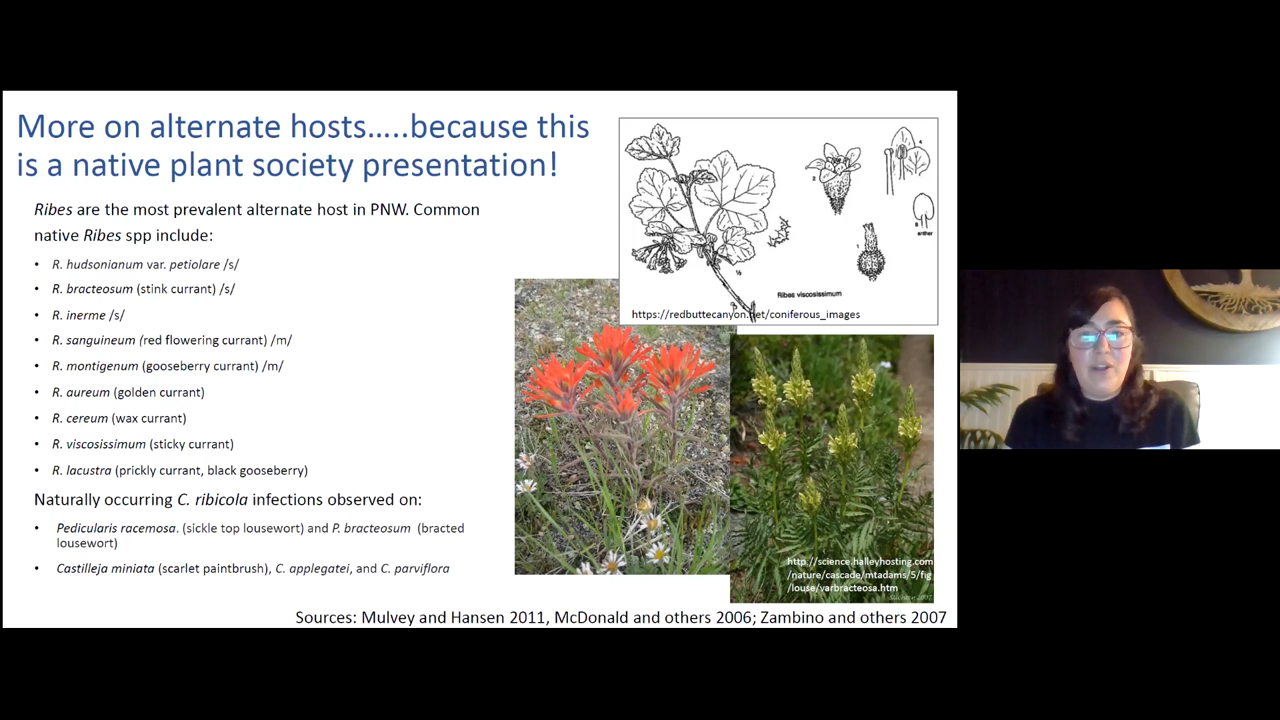 More on alternate hosts…..because this
is a native plant society presentation!
Ribes are the most prevalent alternate host in PNW. Common
native Ribes spp include:
• R. hudsonianum var. petiolare /s/
• R. bracteosum (stink currant) /s/
• R. inerme /s/
• R. sanguineum (red flowering currant) /m/
• R. montigenum (gooseberry currant) /m/
• R. aureum (golden currant)
• R. cereum (wax currant)
• R. viscosissimum (sticky currant)
• R. lacustra (prickly currant, black gooseberry)
Naturally occurring C. ribicola infections observed on:
• Pedicularis racemosa. (sickle top lousewort) and P. bracteosum (bracted
lousewort)
• Castilleja miniata (scarlet paintbrush), C. applegatei, and C. parviflora
anther
Ribes viscosissimum
https://redbuttecanyon.net/coniferous_images
http://science.halleyhosting.com
/nature/cascade/mtadams/5/fig
/louse/varbracteosa.htm
Sources: Mulvey and Hansen 2011, McDonald and others 2006; Zambino and others 2007